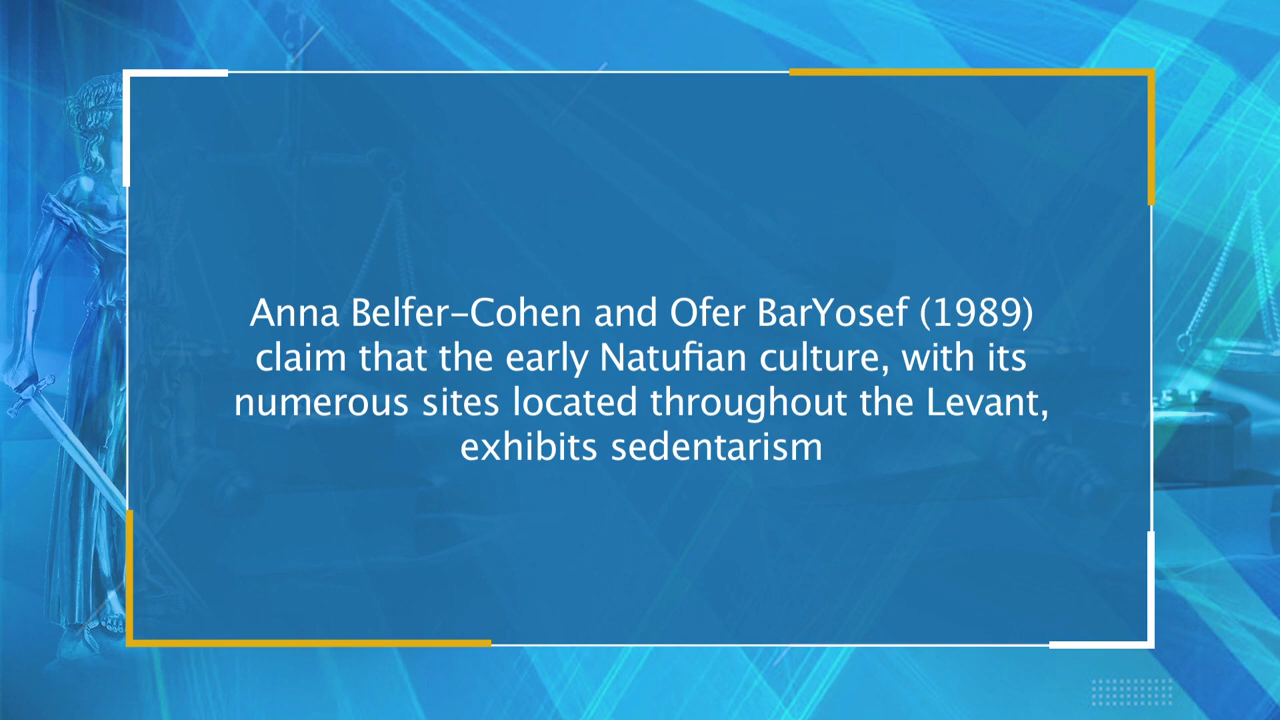 Anna Belfer–Cohen and Ofer BarYosef (1989)
claim that the early Natufian culture, with its
numerous sites located throughout the Levant,
exhibits sedentarism